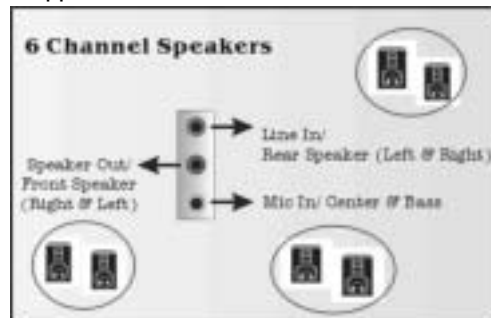 6 Channel Speakers
Line In/
Rear Speaker (Left & Right)
Speaker Out/
Front Speaker
(Right & Left)
Mic In/ Center & Bass